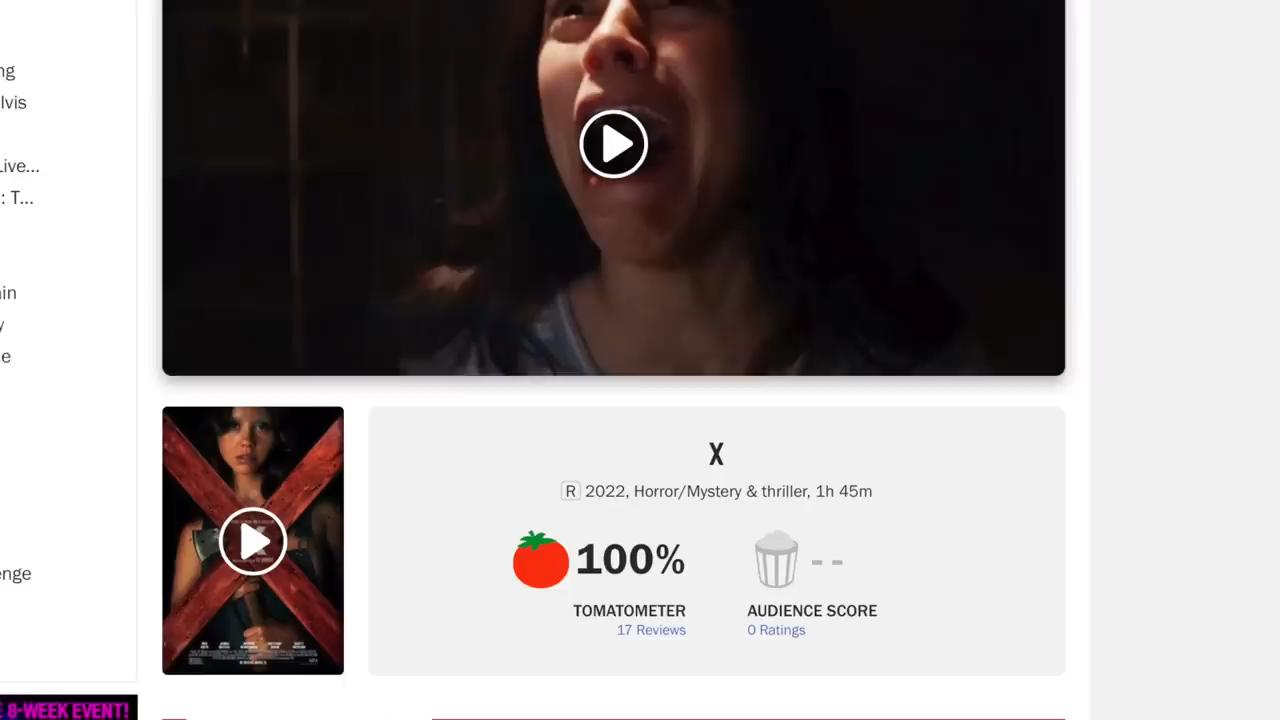 ng
lvis
Live...
: T...
ain
y
e
enge
X
R 2022, Horror/Mystery & thriller, 1h 45m
100% - -
TOMATOMETER AUDIENCE SCORE
17 Reviews 0 Ratings
E 8-WEEK EVENT!